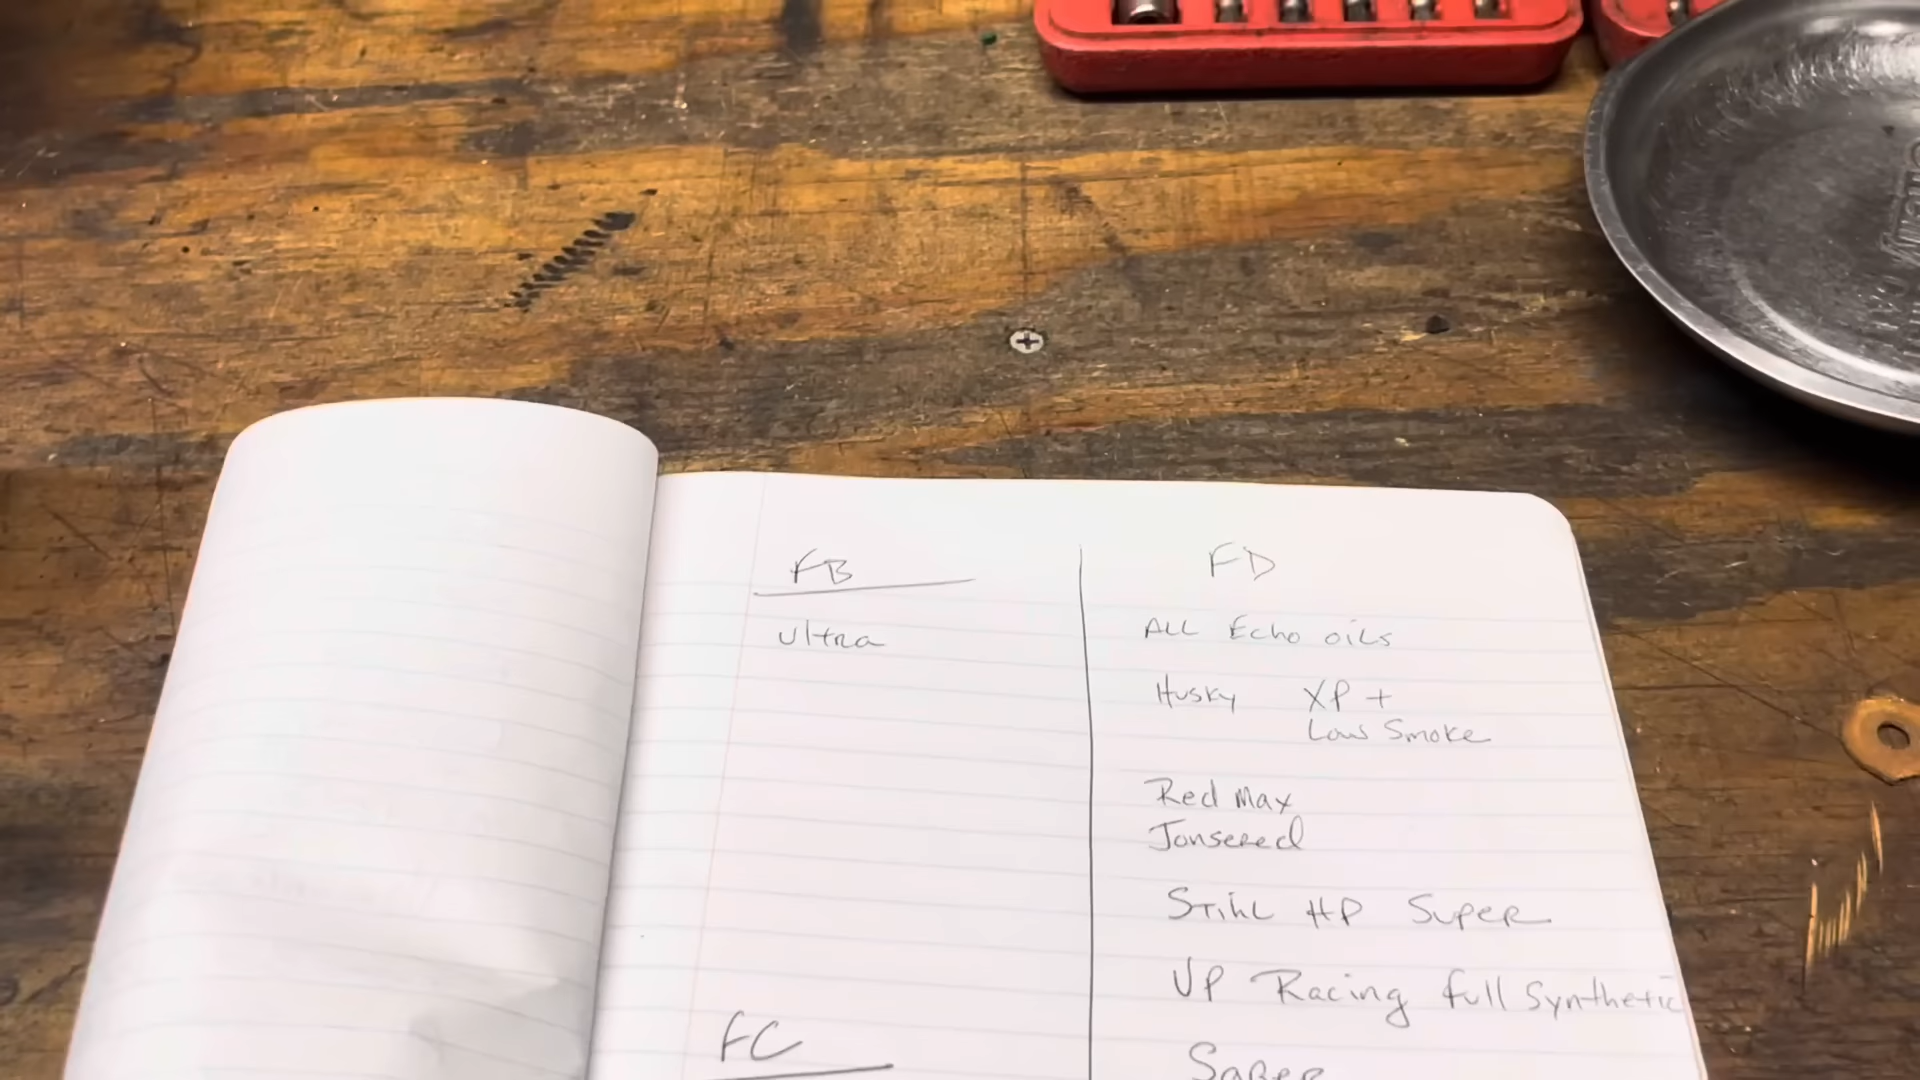 FB
Ultra
FC
FD
ALL Echo oils
Husky XP +
Low Smoke
Red Max
Jonsered
Stihl HP Super
VP Racing full synthetic
Saber